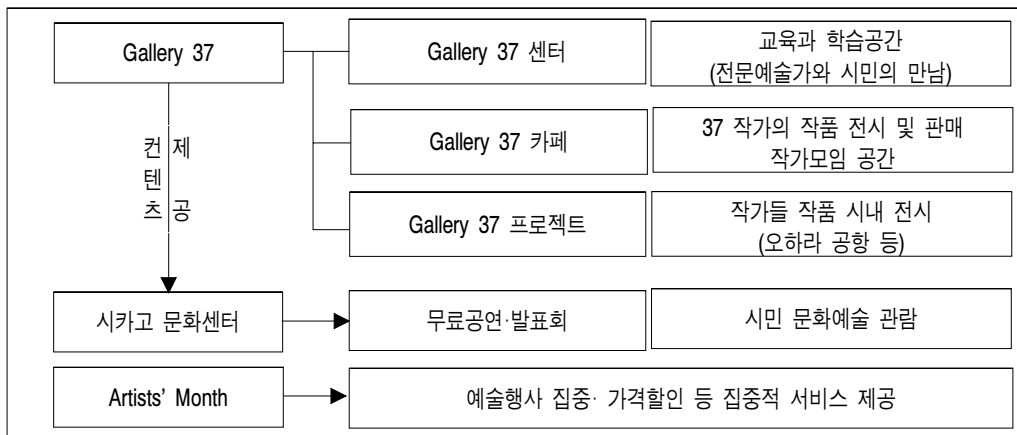 Gallery 37
Gallery 37 센터
교육과 학습공간
(전문예술가와 시민의 만남)
컨텐츠
제공
Gallery 37 카페
37 작가의 작품 전시 및 판매
작가모임 공간
Gallery 37 프로젝트
작가들 작품 시내 전시
(오하라 공항 등)
시카고 문화센터
무료공연·발표회
시민 문화예술 관람
Artists' Month
예술행사 집중· 가격할인 등 집중적 서비스 제공